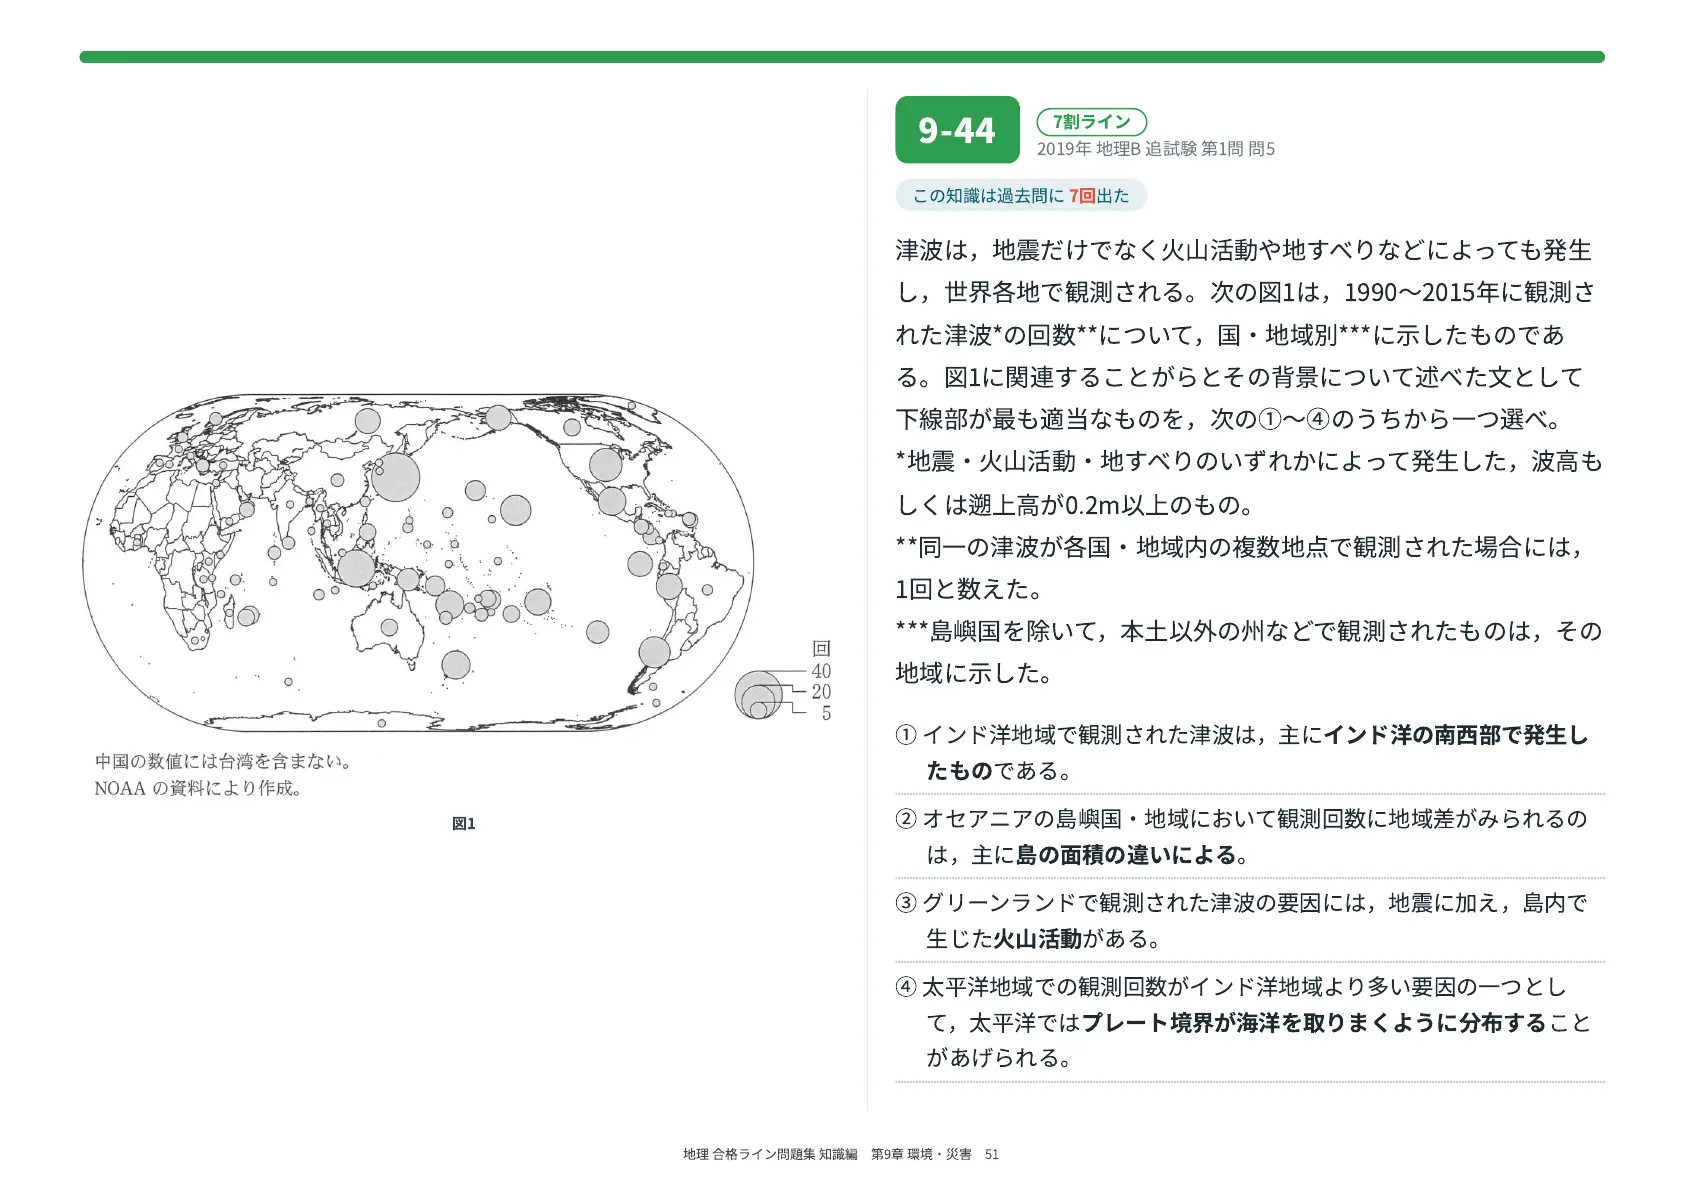 9-44
7割ライン
2019年 地理B 追試験 第1問 問5
この知識は過去問に 7回出た
津波は，地震だけでなく火山活動や地すべりなどによっても発生
し，世界各地で観測される。次の図1は，1990～2015年に観測さ
れた津波*の回数**について，国・地域別***に示したものであ
る。図1に関連することがらとその背景について述べた文として
下線部が最も適当なものを，次の①～④のうちから一つ選べ。
*地震・火山活動・地すべりのいずれかによって発生した，波高も
しくは遡上高が0.2m以上のもの。
**同一の津波が各国・地域内の複数地点で観測された場合には，
1回と数えた。
***島嶼国を除いて，本土以外の州などで観測されたものは，その
地域に示した。
① インド洋地域で観測された津波は，主にインド洋の南西部で発生し
たものである。
② オセアニアの島嶼国・地域において観測回数に地域差がみられるの
は，主に島の面積の違いによる。
③ グリーンランドで観測された津波の要因には，地震に加え，島内で
生じた火山活動がある。
④ 太平洋地域での観測回数がインド洋地域より多い要因の一つとし
て，太平洋ではプレート境界が海洋を取りまくように分布すること
があげられる。
回
40
20
5
中国の数値には台湾を含まない。
NOAA の資料により作成。
図1
地理 合格ライン問題集 知識編　第9章 環境・災害　51